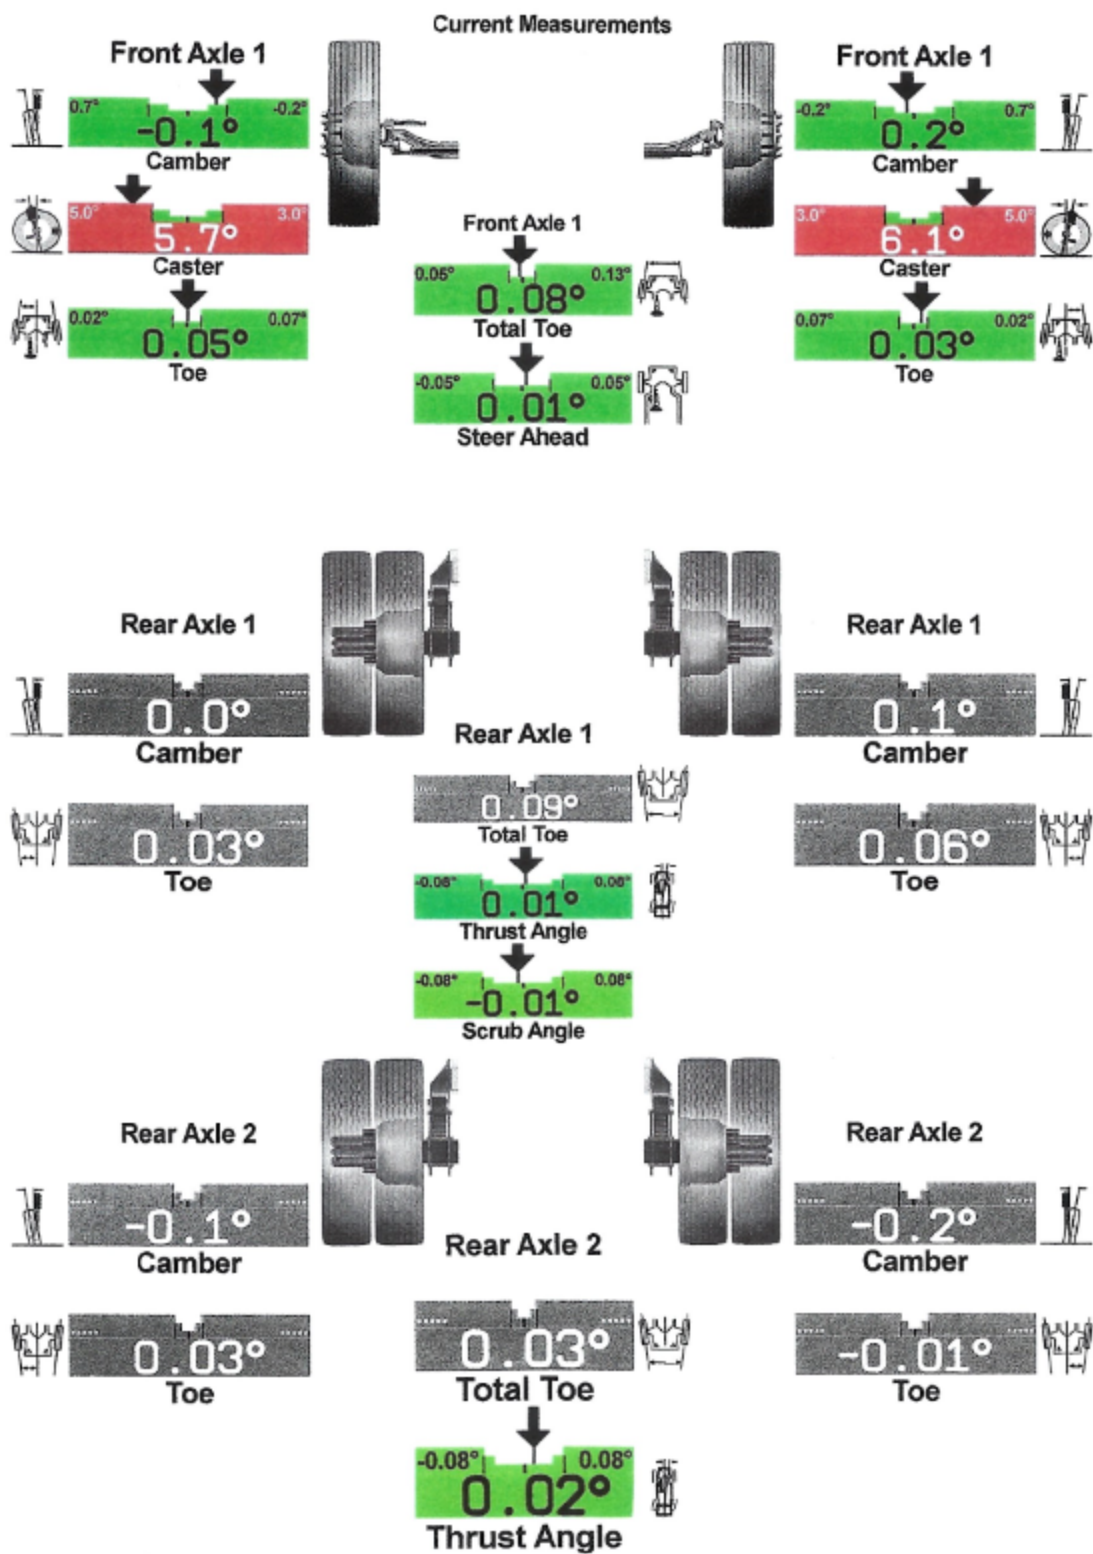 Current Measurements
Front Axle 1
Front Axle 1
0.7° -0.2°
-0.1°
Camber
-0.2° 0.7°
0.2°
Camber
5.0° 3.0°
5.7°
Caster
3.0° 5.0°
6.1°
Caster
Front Axle 1
0.05° 0.13°
0.08°
Total Toe
0.02° 0.07°
0.05°
Toe
0.07° 0.02°
0.03°
Toe
-0.05° 0.05°
0.01°
Steer Ahead
Rear Axle 1
Rear Axle 1
0.0°
Camber
0.1°
Camber
Rear Axle 1
0.09°
Total Toe
0.03°
Toe
0.06°
Toe
0.01°
Thrust Angle
-0.08° 0.08°
-0.01°
Scrub Angle
Rear Axle 2
Rear Axle 2
-0.1°
Camber
-0.2°
Camber
Rear Axle 2
0.03°
Total Toe
0.03°
Toe
-0.01°
Toe
-0.08° 0.08°
0.02°
Thrust Angle